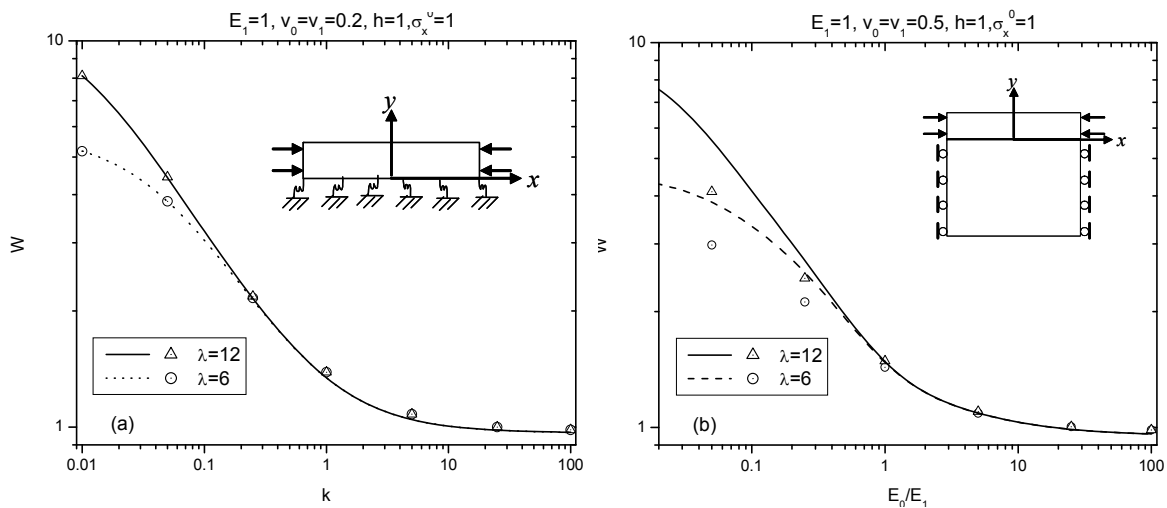 E₁=1, ν₀=ν₁=0.2, h=1,σₓ⁰=1
10
W
1
y
x
λ=12
λ=6
(a)
0.01 0.1 1 10 100
k
E₁=1, ν₀=ν₁=0.5, h=1,σₓ⁰=1
10
W
1
y
x
λ=12
λ=6
(b)
0.1 1 10 100
E₀/E₁